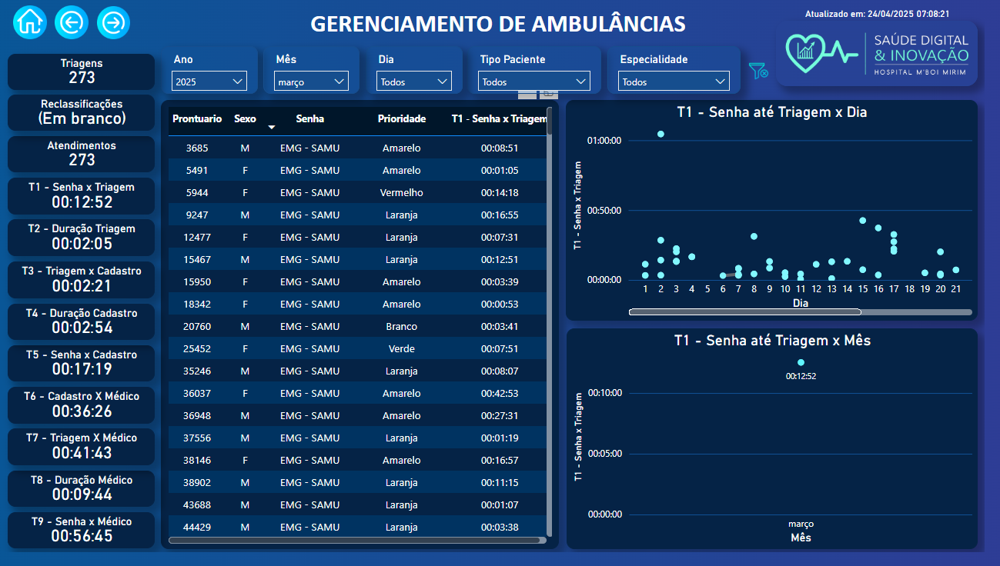 GERENCIAMENTO DE AMBULÂNCIAS
Atualizado em: 24/04/2025 07:08:21
SAÚDE DIGITAL
& INOVAÇÃO
HOSPITAL M'BOI MIRIM
Ano
2025
Mês
março
Dia
Todos
Tipo Paciente
Todos
Especialidade
Todos
Triagens
273
Reclassificações
(Em branco)
Atendimentos
273
T1 - Senha x Triagem
00:12:52
T2 - Duração Triagem
00:02:05
T3 - Triagem x Cadastro
00:02:21
T4 - Duração Cadastro
00:02:54
T5 - Senha x Cadastro
00:17:19
T6 - Cadastro X Médico
00:36:26
T7 - Triagem X Médico
00:41:43
T8 - Duração Médico
00:09:44
T9 - Senha x Médico
00:56:45
Prontuario Sexo Senha Prioridade T1 - Senha x Triagem
3685 M EMG - SAMU Amarelo 00:08:51
5491 F EMG - SAMU Amarelo 00:01:05
5944 F EMG - SAMU Vermelho 00:14:18
9247 M EMG - SAMU Laranja 00:16:55
12477 F EMG - SAMU Laranja 00:07:31
15467 M EMG - SAMU Laranja 00:12:51
15950 F EMG - SAMU Amarelo 00:03:39
18342 F EMG - SAMU Amarelo 00:00:53
20760 M EMG - SAMU Branco 00:03:41
25452 F EMG - SAMU Verde 00:07:51
35246 M EMG - SAMU Laranja 00:08:07
36037 F EMG - SAMU Amarelo 00:42:53
36948 M EMG - SAMU Amarelo 00:27:31
37556 M EMG - SAMU Laranja 00:01:19
38146 F EMG - SAMU Amarelo 00:16:57
38902 M EMG - SAMU Laranja 00:11:15
43688 M EMG - SAMU Laranja 00:01:07
44429 M EMG - SAMU Laranja 00:03:38
T1 - Senha até Triagem x Dia
T1 - Senha x Triagem
01:00:00
00:50:00
00:00:00
1 2 3 4 5 6 7 8 9 10 11 12 13 14 15 16 17 18 19 20 21
Dia
T1 - Senha até Triagem x Mês
T1 - Senha x Triagem
00:12:52
00:10:00
00:05:00
00:00:00
março
Mês